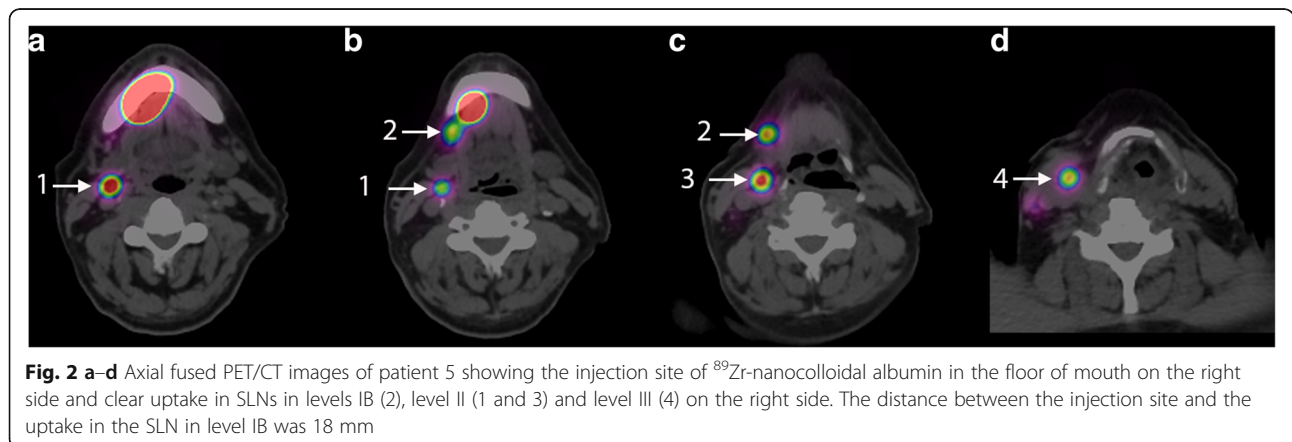 a b c d
2 2
1 1 3 4
Fig. 2 a–d Axial fused PET/CT images of patient 5 showing the injection site of ⁸⁹Zr-nanocolloidal albumin in the floor of mouth on the right
side and clear uptake in SLNs in levels IB (2), level II (1 and 3) and level III (4) on the right side. The distance between the injection site and the
uptake in the SLN in level IB was 18 mm